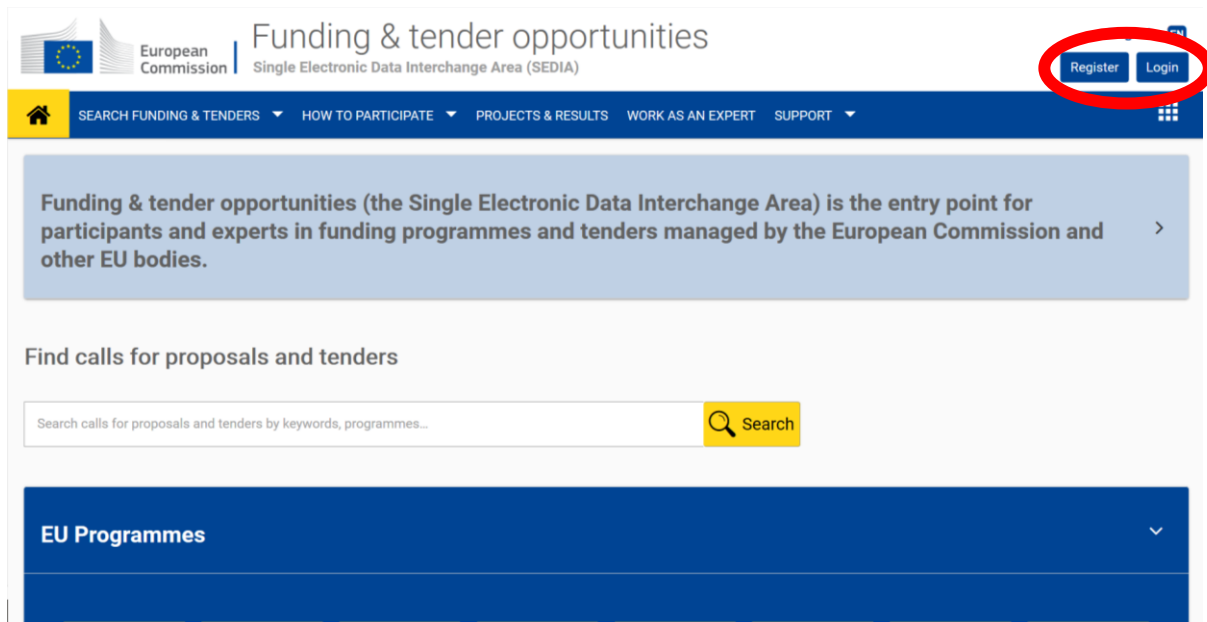 Funding & tender opportunities
European
Commission
Single Electronic Data Interchange Area (SEDIA)
EN
Register Login
SEARCH FUNDING & TENDERS HOW TO PARTICIPATE PROJECTS & RESULTS WORK AS AN EXPERT SUPPORT
Funding & tender opportunities (the Single Electronic Data Interchange Area) is the entry point for
participants and experts in funding programmes and tenders managed by the European Commission and
other EU bodies.
Find calls for proposals and tenders
Search calls for proposals and tenders by keywords, programmes...
Search
EU Programmes